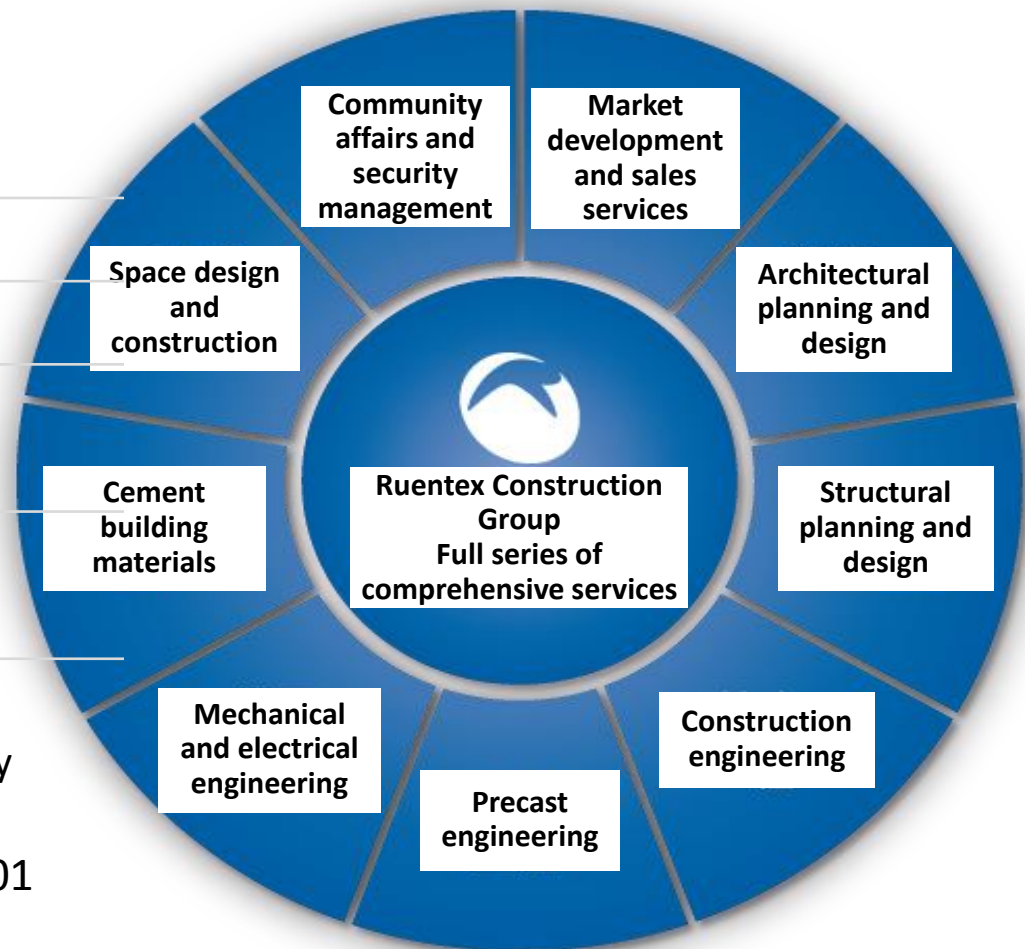 Community
affairs and
security
management
Market
development
and sales
services
Space design
and
construction
Architectural
planning and
design
Ruentex Construction
Group
Full series of
comprehensive services
Cement
building
materials
Structural
planning and
design
Mechanical
and electrical
engineering
Construction
engineering
Precast
engineering
y
01